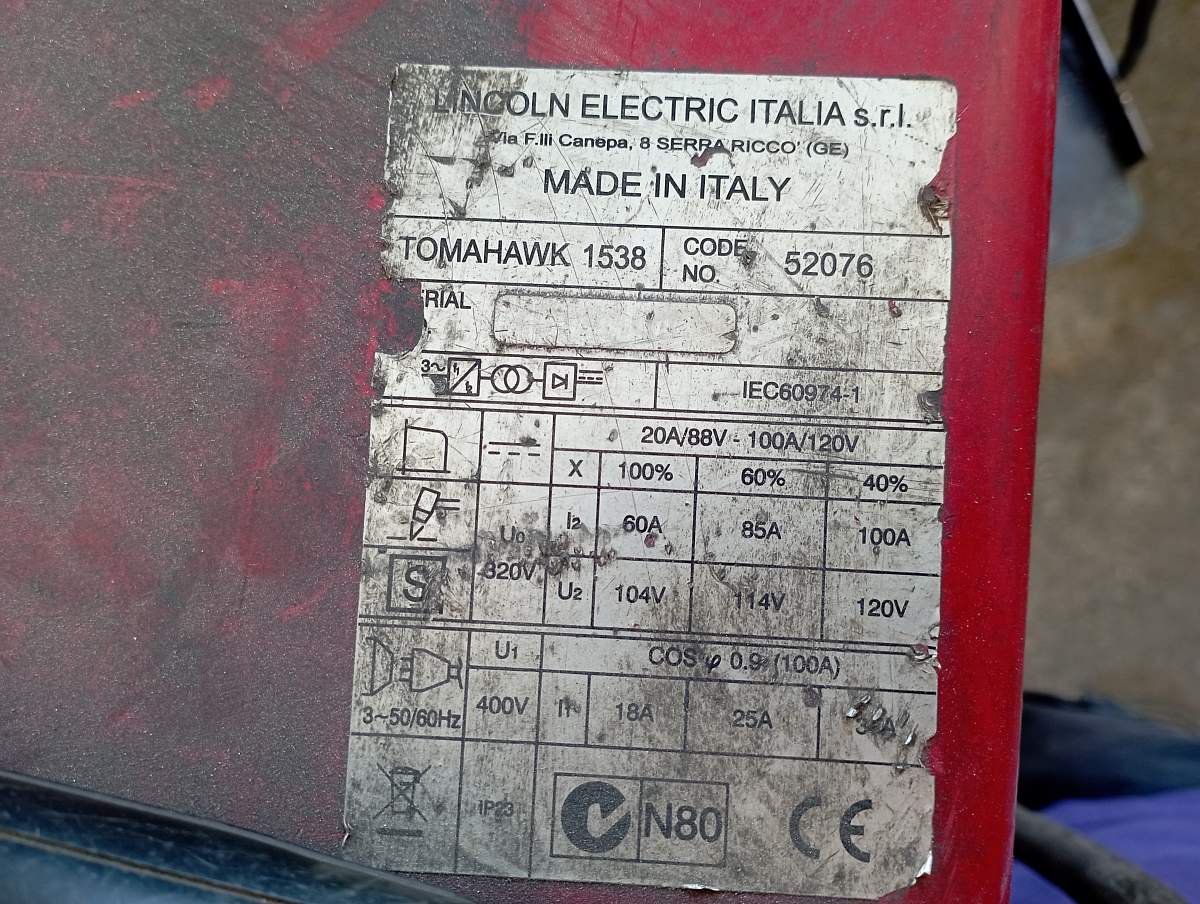 LINCOLN ELECTRIC ITALIA s.r.l.
Via F.lli Canepa, 8 SERRA RICCO' (GE)
MADE IN ITALY
TOMAHAWK 1538 CODE NO. 52076
RIAL
3~ IEC60974-1
20A/88V - 100A/120V
X 100% 60% 40%
U0 I2 60A 85A 100A
S 320V U2 104V 114V 120V
U1 COS φ 0.9 (100A)
3~50/60Hz 400V I1 18A 25A
IP23 N80 CE